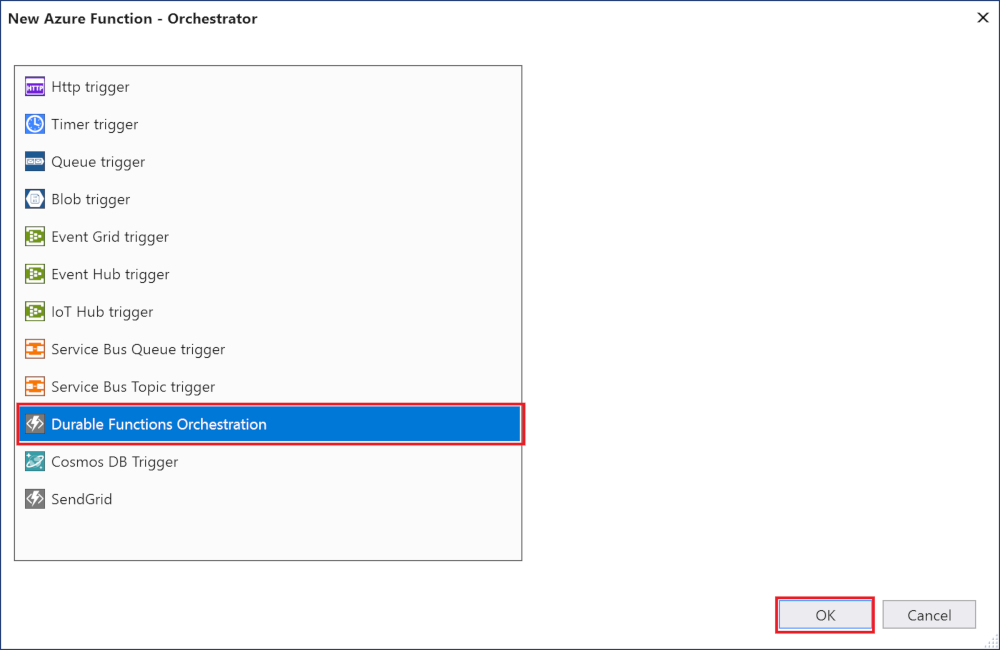 New Azure Function - Orchestrator
HTTP
Http trigger
Timer trigger
Queue trigger
Blob trigger
Event Grid trigger
Event Hub trigger
IoT Hub trigger
Service Bus Queue trigger
Service Bus Topic trigger
Durable Functions Orchestration
Cosmos DB Trigger
SendGrid
OK
Cancel